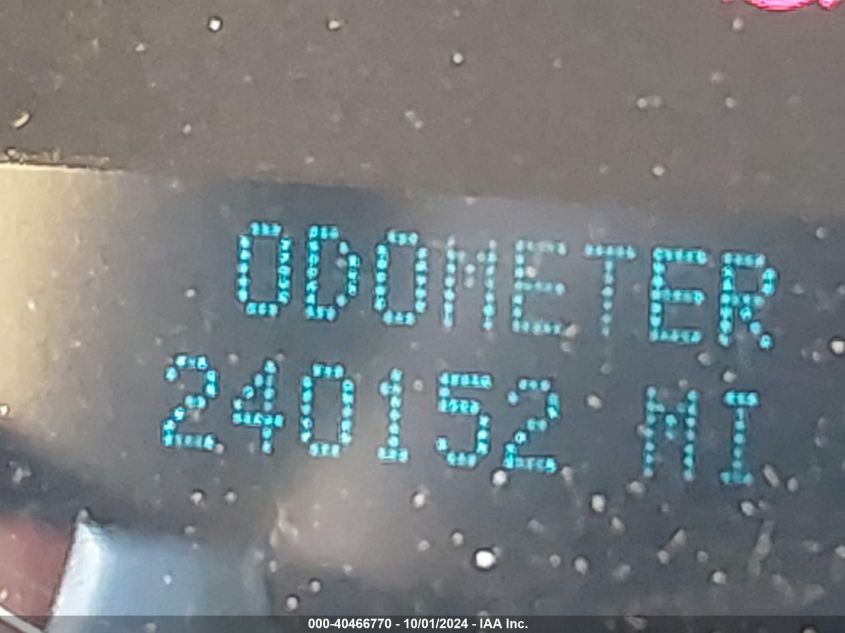 ODOMETER
240152 MI
000-40466770 - 10/01/2024 - IAA Inc.